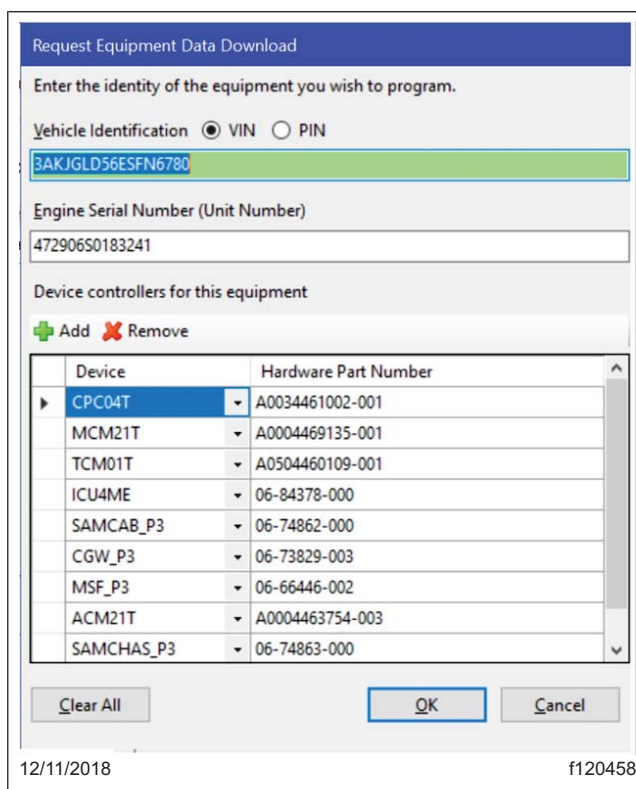 Request Equipment Data Download
Enter the identity of the equipment you wish to program.
Vehicle Identification VIN PIN
3AKJGLD56ESFN6780
Engine Serial Number (Unit Number)
472906S0183241
Device controllers for this equipment
Add Remove
Device Hardware Part Number
CPC04T A0034461002-001
MCM21T A0004469135-001
TCM01T A0504460109-001
ICU4ME 06-84378-000
SAMCAB_P3 06-74862-000
CGW_P3 06-73829-003
MSF_P3 06-66446-002
ACM21T A0004463754-003
SAMCHAS_P3 06-74863-000
Clear All OK Cancel
12/11/2018 f120458